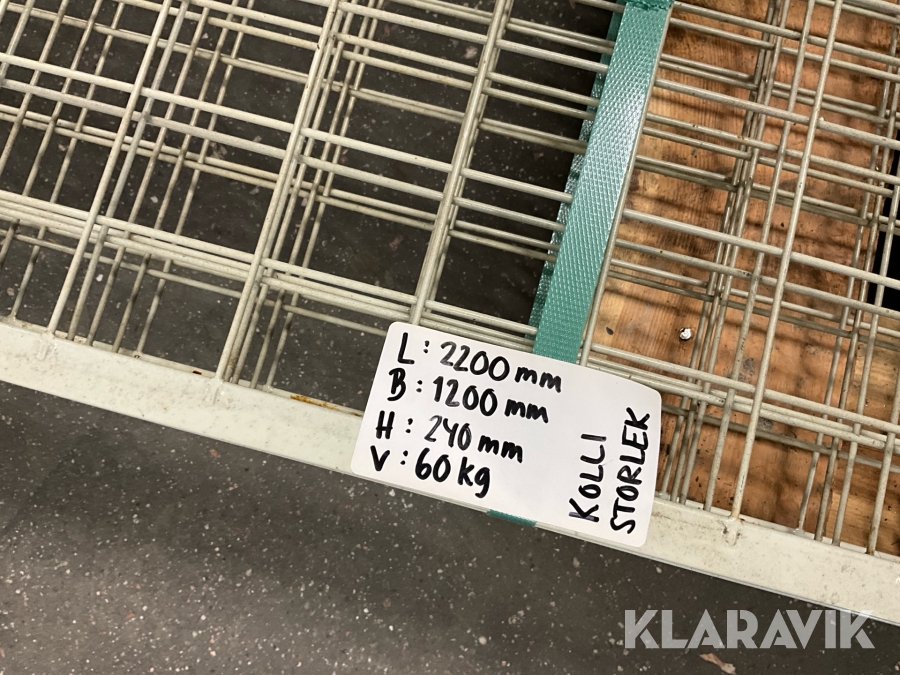 L: 2200 mm
B: 1200 mm
H: 240 mm
V: 60 kg
KOLLI
STORLEK
KLARAVIK